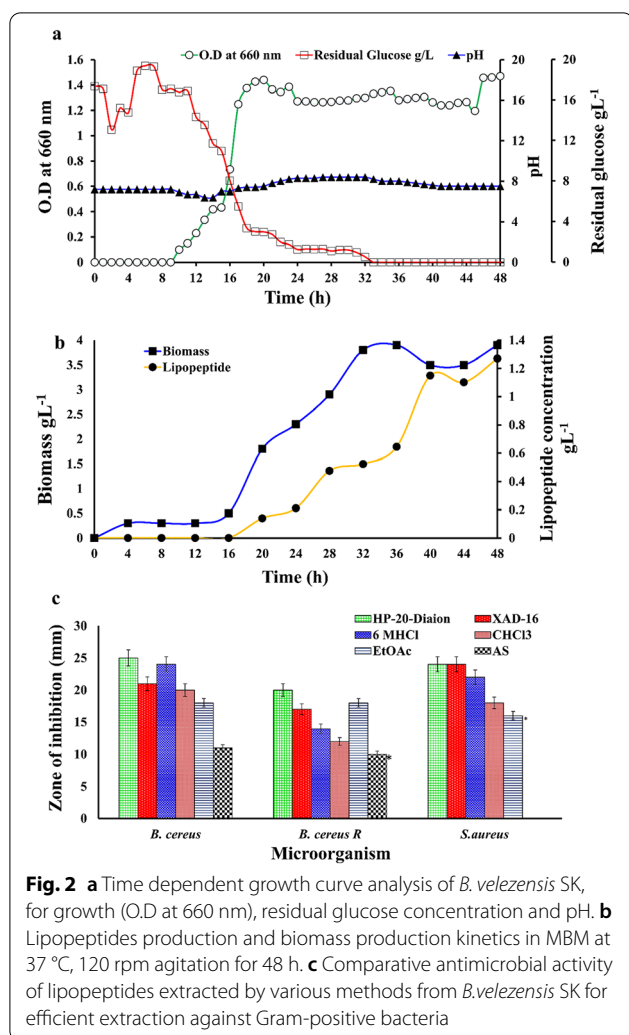 a
O.D at 660 nm Residual Glucose g/L pH
1.6
1.4
1.2
1
0.8
0.6
0.4
0.2
0
O.D at 660 nm
20
16
12
8
4
0
pH
20
16
12
8
4
0
Residual glucose gL-1
0 4 8 12 16 20 24 28 32 36 40 44 48
Time (h)
b
Biomass
Lipopeptide
4
3.5
3
2.5
2
1.5
1
0.5
0
Biomass gL-1
1.4
1.2
1
0.8
0.6
0.4
0.2
0
Lipopeptide concentration
gL-1
0 4 8 12 16 20 24 28 32 36 40 44 48
Time (h)
c
HP-20-Diaion XAD-16
6 MHCl CHCl3
EtOAc AS
30
25
20
15
10
5
0
Zone of inhibition (mm)
*
*
B. cereus B. cereus R S.aureus
Microorganism
Fig. 2 a Time dependent growth curve analysis of B. velezensis SK,
for growth (O.D at 660 nm), residual glucose concentration and pH. b
Lipopeptides production and biomass production kinetics in MBM at
37 °C, 120 rpm agitation for 48 h. c Comparative antimicrobial activity
of lipopeptides extracted by various methods from B.velezensis SK for
efficient extraction against Gram-positive bacteria